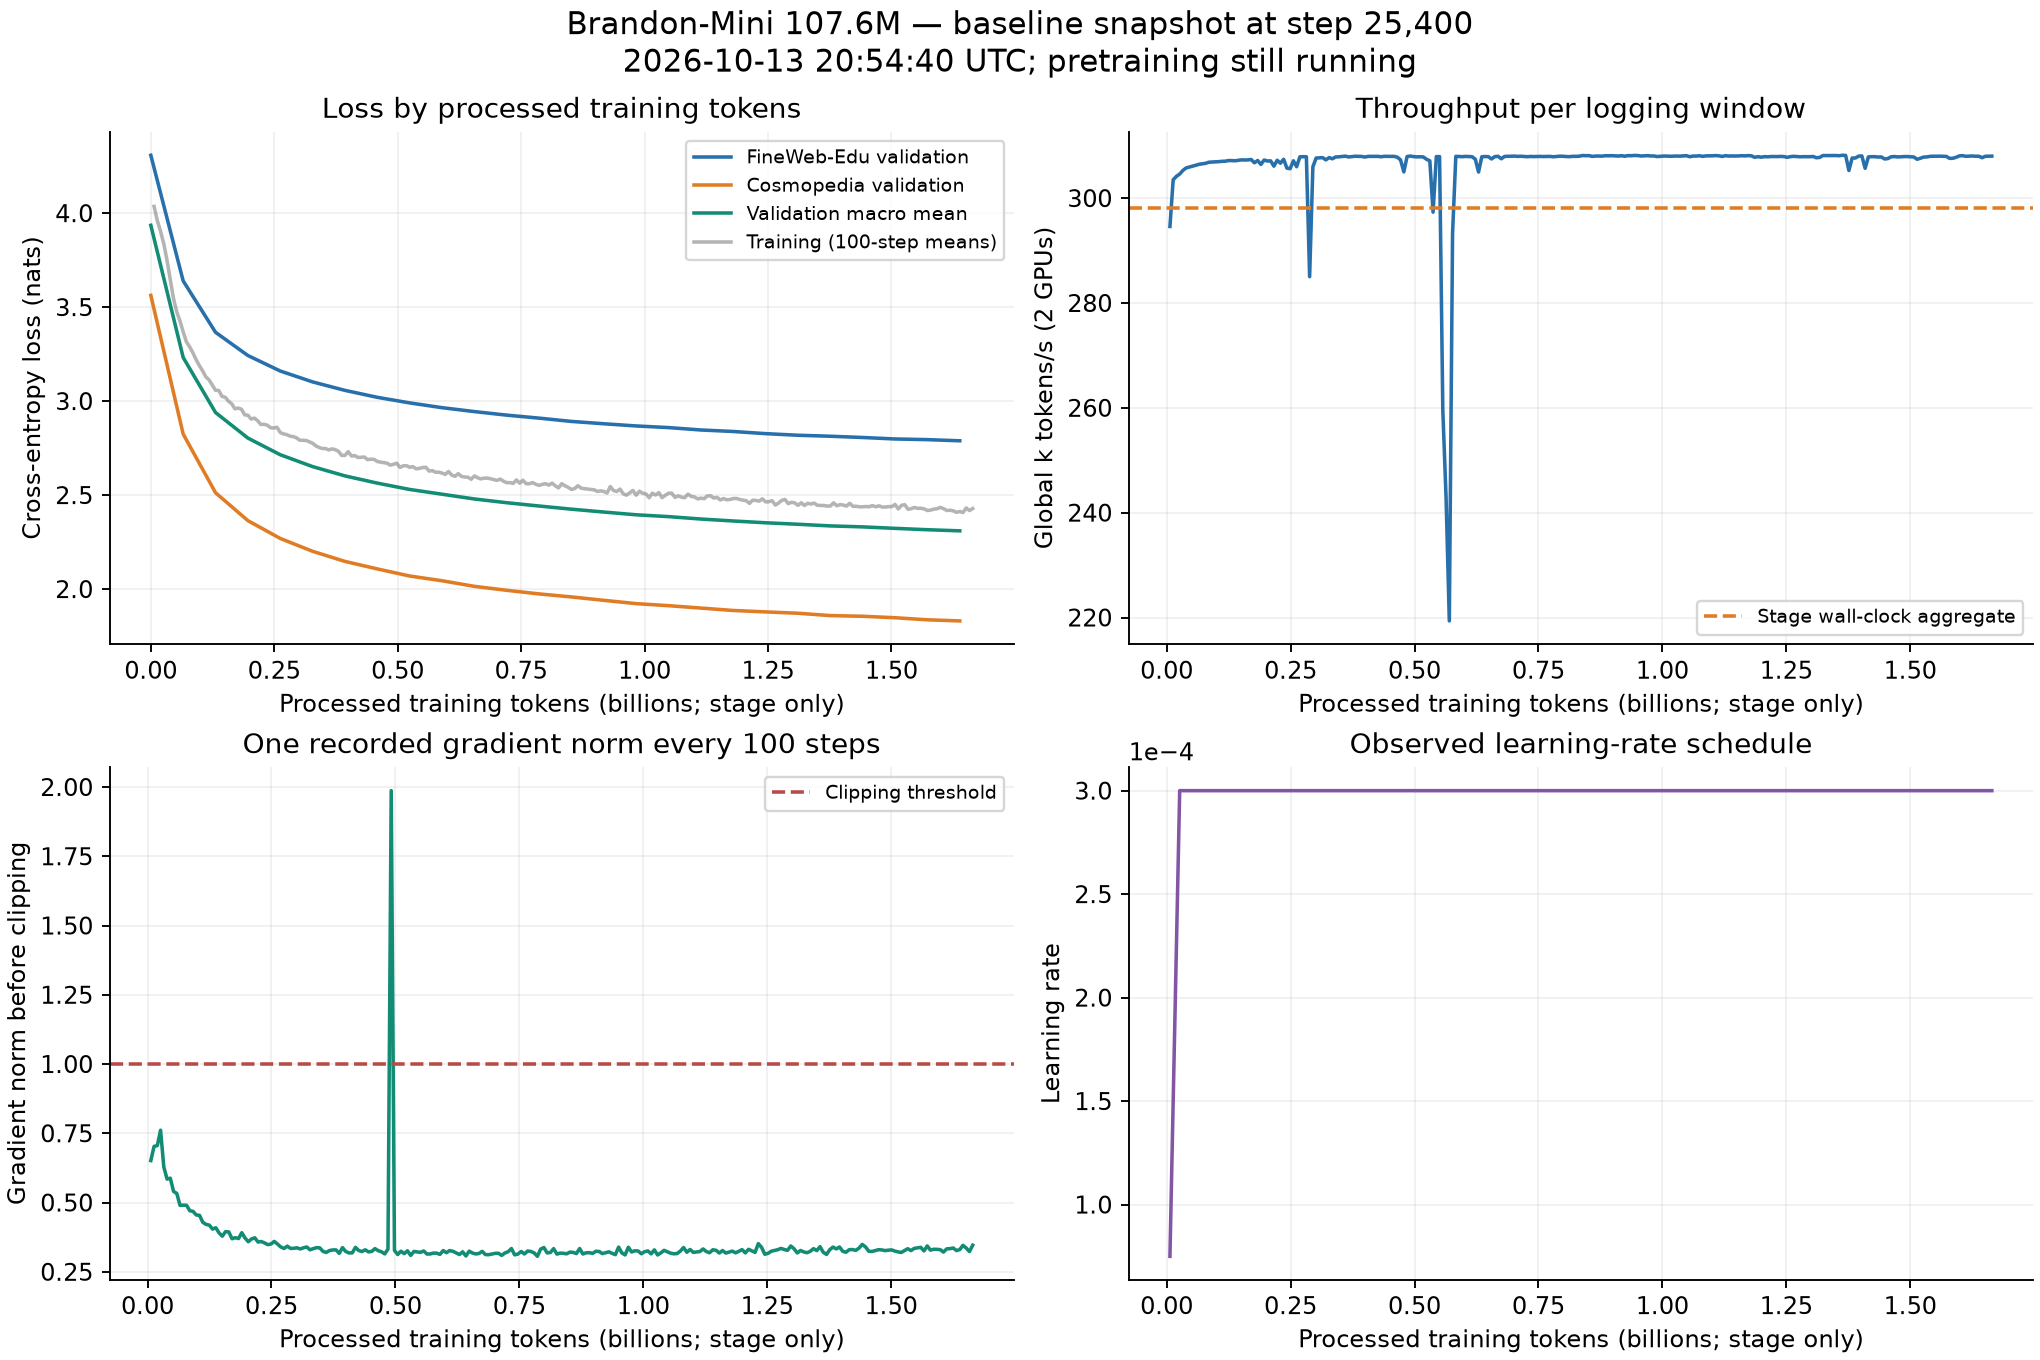 Brandon-Mini 107.6M — baseline snapshot at step 25,400
2026-10-13 20:54:40 UTC; pretraining still running
Loss by processed training tokens
Cross-entropy loss (nats)
4.0
3.5
3.0
2.5
2.0
FineWeb-Edu validation
Cosmopedia validation
Validation macro mean
Training (100-step means)
0.00 0.25 0.50 0.75 1.00 1.25 1.50
Processed training tokens (billions; stage only)
Throughput per logging window
Global k tokens/s (2 GPUs)
300
280
260
240
220
Stage wall-clock aggregate
0.00 0.25 0.50 0.75 1.00 1.25 1.50
Processed training tokens (billions; stage only)
One recorded gradient norm every 100 steps
Gradient norm before clipping
2.00
1.75
1.50
1.25
1.00
0.75
0.50
0.25
Clipping threshold
0.00 0.25 0.50 0.75 1.00 1.25 1.50
Processed training tokens (billions; stage only)
Observed learning-rate schedule
1e−4
Learning rate
3.0
2.5
2.0
1.5
1.0
0.00 0.25 0.50 0.75 1.00 1.25 1.50
Processed training tokens (billions; stage only)